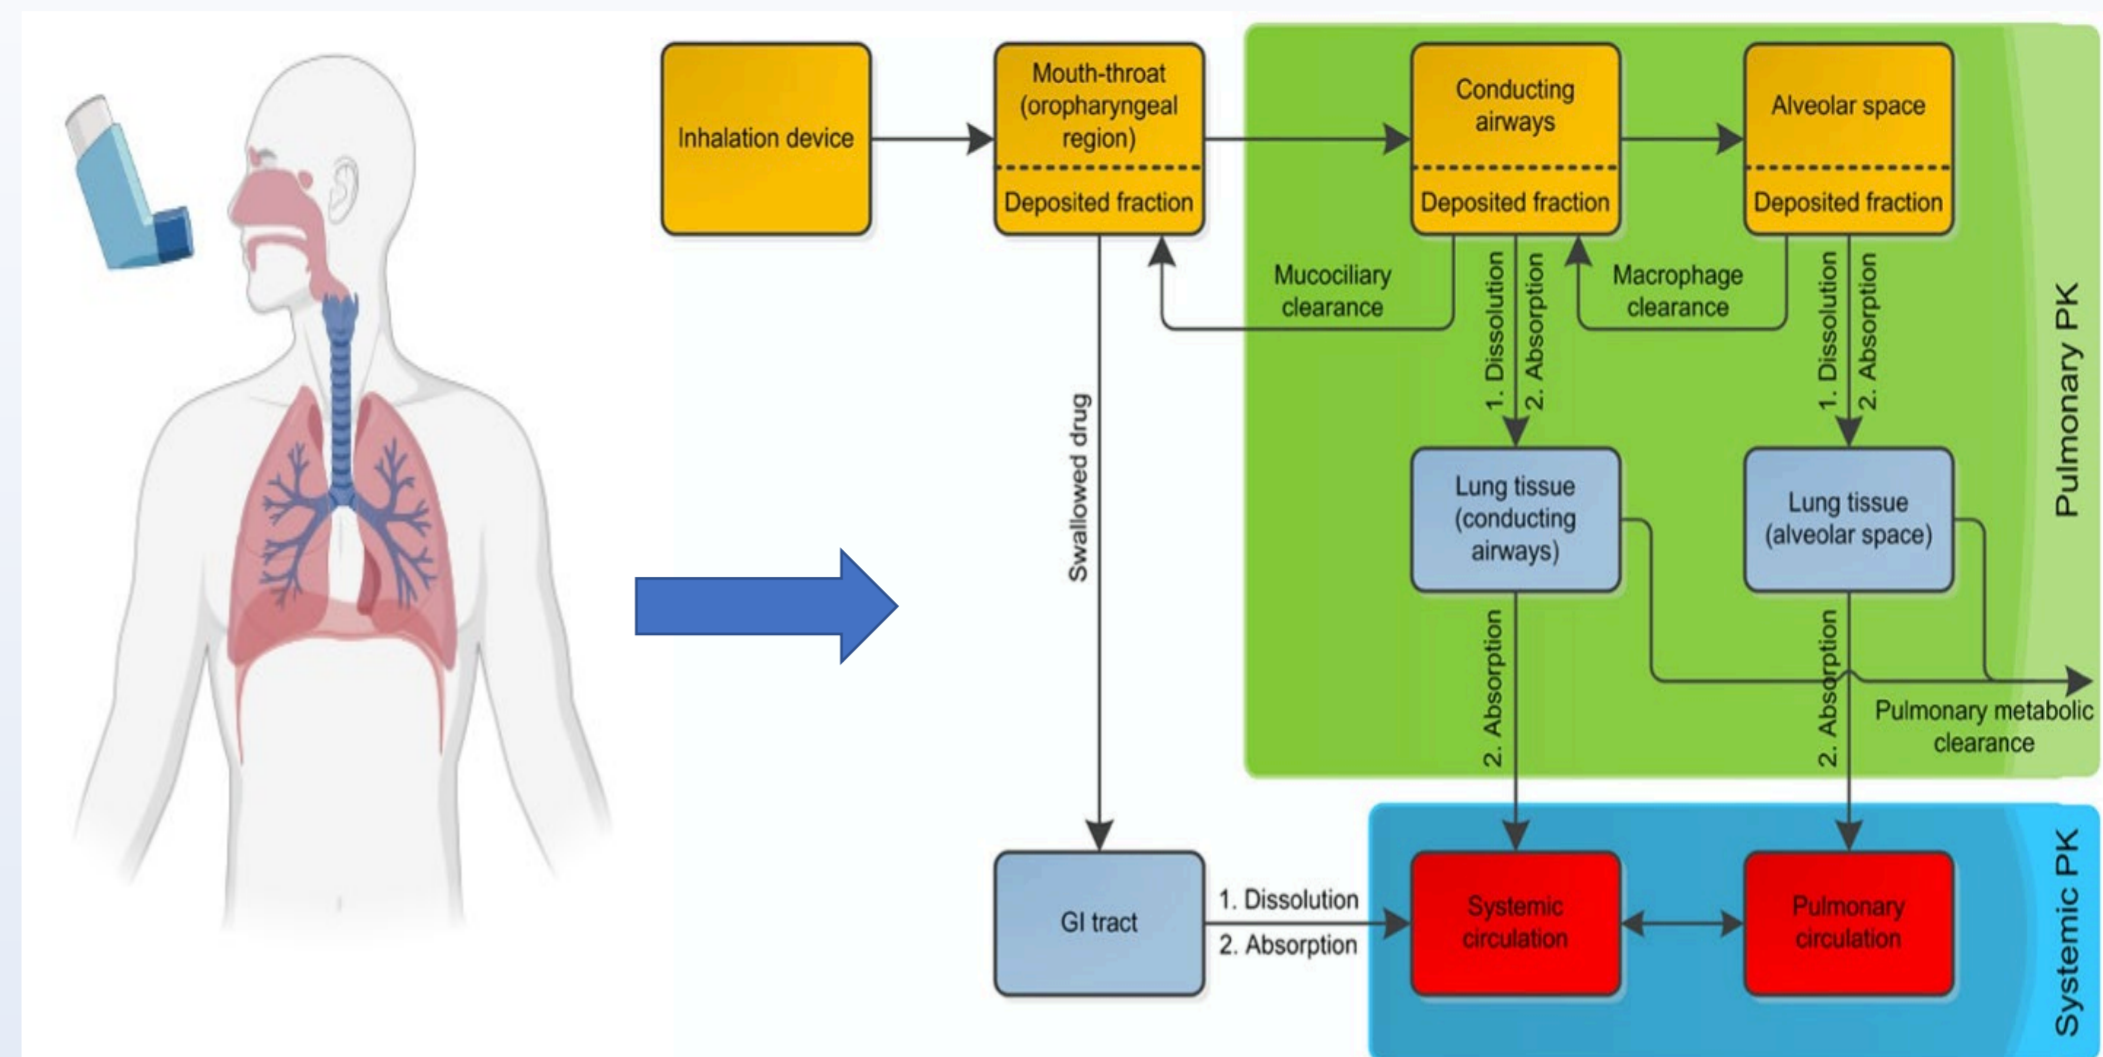 Inhalation device
Mouth-throat
(oropharyngeal
region)
Deposited fraction
Conducting
airways
Deposited fraction
Alveolar space
Deposited fraction
Mucociliary
clearance
1. Dissolution
2. Absorption
Macrophage
clearance
1. Dissolution
2. Absorption
Pulmonary PK
Swallowed drug
Lung tissue
(conducting
airways)
Lung tissue
(alveolar space)
2. Absorption
2. Absorption
Pulmonary metabolic
clearance
GI tract
1. Dissolution
2. Absorption
Systemic
circulation
Pulmonary
circulation
Systemic PK